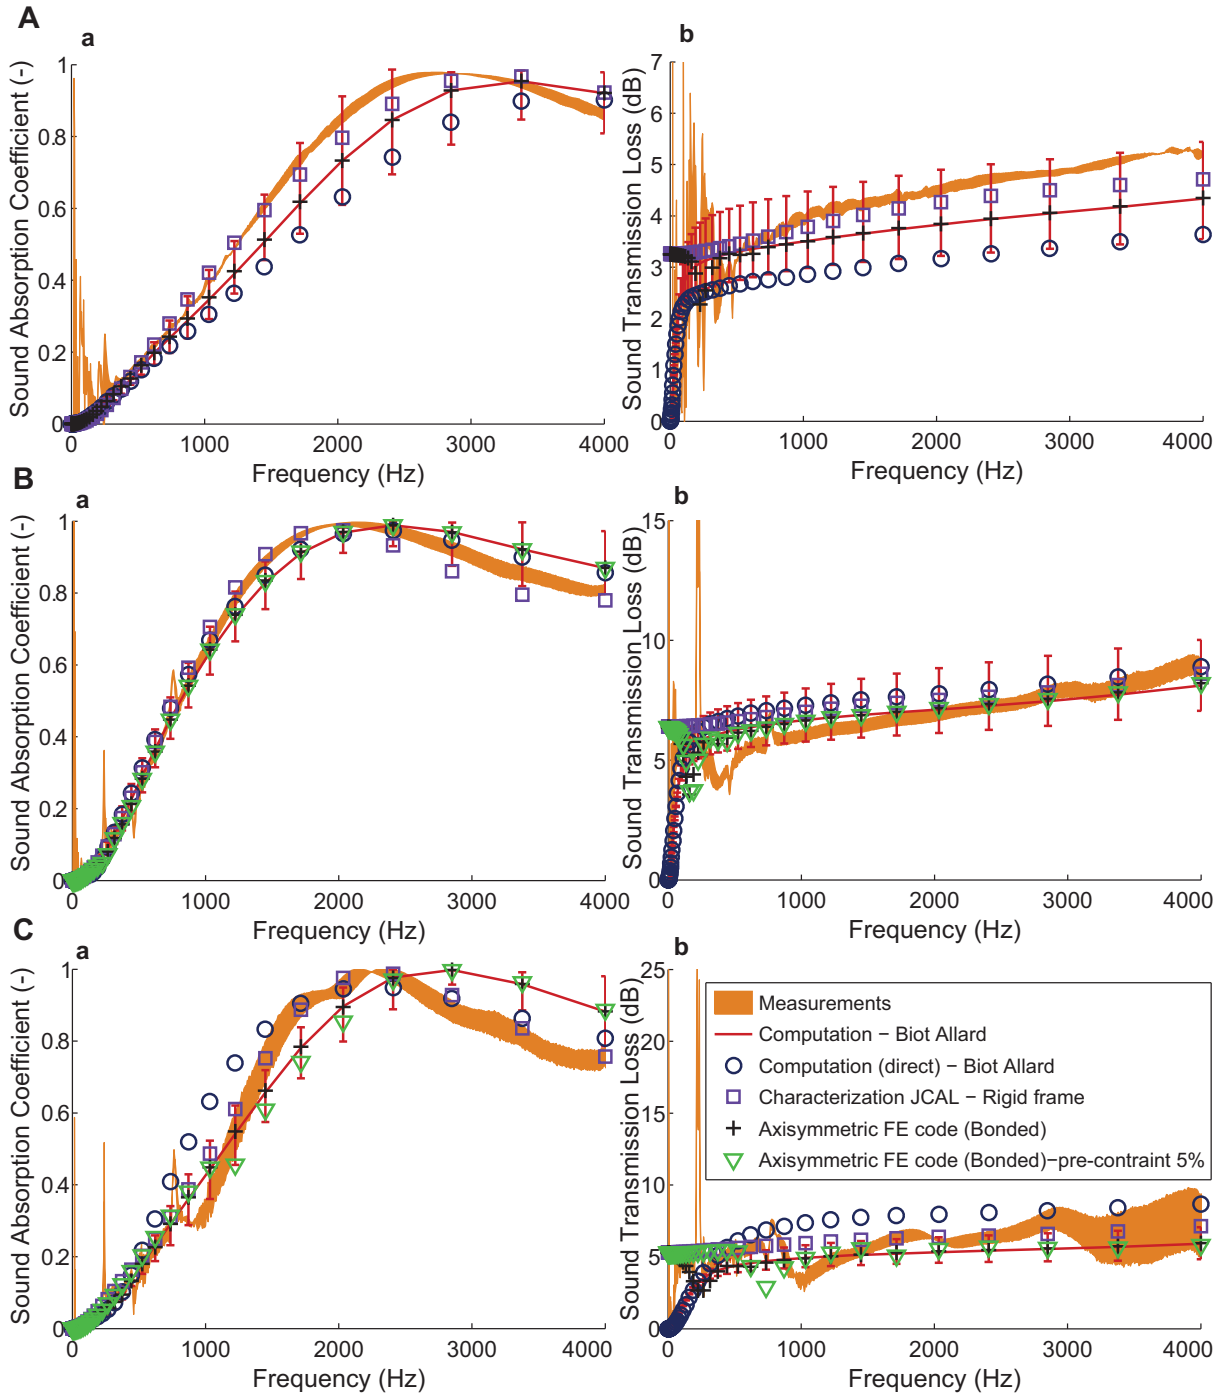 A
a
b
Sound Absorption Coefficient (-)
1
0.8
0.6
0.4
0.2
0
0 1000 2000 3000 4000
Frequency (Hz)
Sound Transmission Loss (dB)
7
6
5
4
3
2
1
0
0 1000 2000 3000 4000
Frequency (Hz)
B
a
b
Sound Absorption Coefficient (-)
1
0.8
0.6
0.4
0.2
0
0 1000 2000 3000 4000
Frequency (Hz)
Sound Transmission Loss (dB)
15
10
5
0
0 1000 2000 3000 4000
Frequency (Hz)
C
a
b
Sound Absorption Coefficient (-)
1
0.8
0.6
0.4
0.2
0
0 1000 2000 3000 4000
Frequency (Hz)
Sound Transmission Loss (dB)
25
20
15
10
5
0
0 1000 2000 3000 4000
Frequency (Hz)
Measurements
Computation − Biot Allard
Computation (direct) − Biot Allard
Characterization JCAL − Rigid frame
Axisymmetric FE code (Bonded)
Axisymmetric FE code (Bonded)−pre-contraint 5%